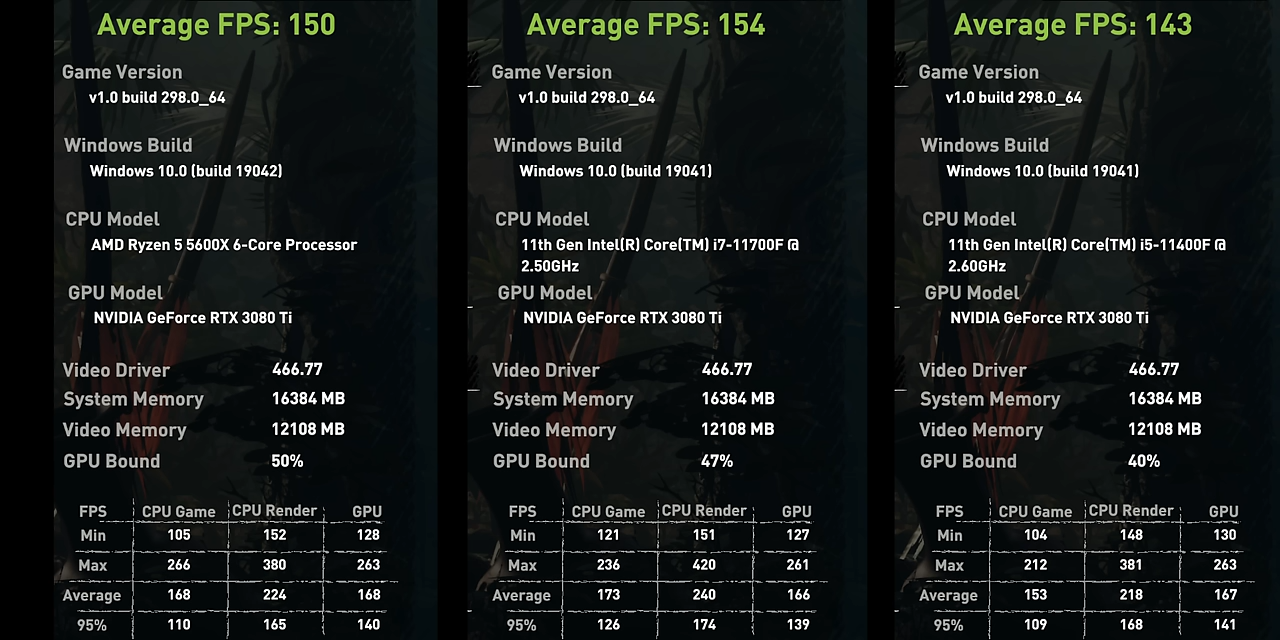 Average FPS: 150
Game Version
v1.0 build 298.0_64
Windows Build
Windows 10.0 (build 19042)
CPU Model
AMD Ryzen 5 5600X 6-Core Processor
GPU Model
NVIDIA GeForce RTX 3080 Ti
Video Driver 466.77
System Memory 16384 MB
Video Memory 12108 MB
GPU Bound 50%
FPS CPU Game CPU Render GPU
Min 105 152 128
Max 266 380 263
Average 168 224 168
95% 110 165 140
Average FPS: 154
Game Version
v1.0 build 298.0_64
Windows Build
Windows 10.0 (build 19041)
CPU Model
11th Gen Intel(R) Core(TM) i7-11700F @
2.50GHz
GPU Model
NVIDIA GeForce RTX 3080 Ti
Video Driver 466.77
System Memory 16384 MB
Video Memory 12108 MB
GPU Bound 47%
FPS CPU Game CPU Render GPU
Min 121 151 127
Max 236 420 261
Average 173 240 166
95% 126 174 139
Average FPS: 143
Game Version
v1.0 build 298.0_64
Windows Build
Windows 10.0 (build 19041)
CPU Model
11th Gen Intel(R) Core(TM) i5-11400F @
2.60GHz
GPU Model
NVIDIA GeForce RTX 3080 Ti
Video Driver 466.77
System Memory 16384 MB
Video Memory 12108 MB
GPU Bound 40%
FPS CPU Game CPU Render GPU
Min 104 148 130
Max 212 381 263
Average 153 218 167
95% 109 168 141